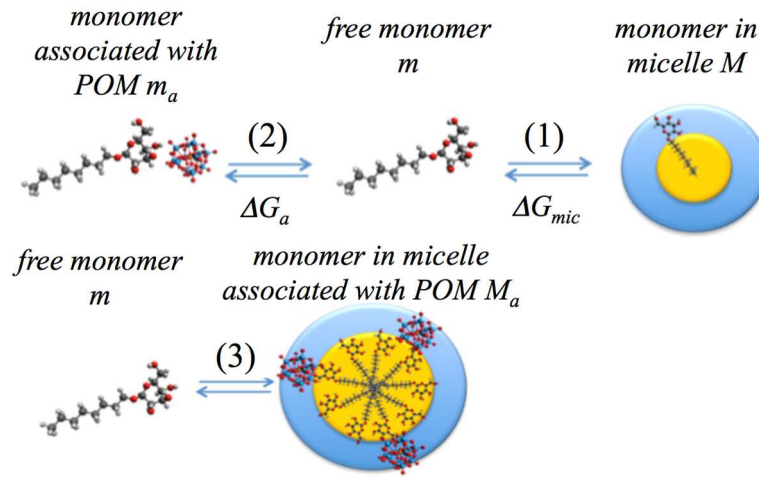 monomer
associated with
POM mₐ
free monomer
m
monomer in
micelle M
(2)
ΔGₐ
(1)
ΔG_mic
free monomer
m
monomer in micelle
associated with POM Mₐ
(3)